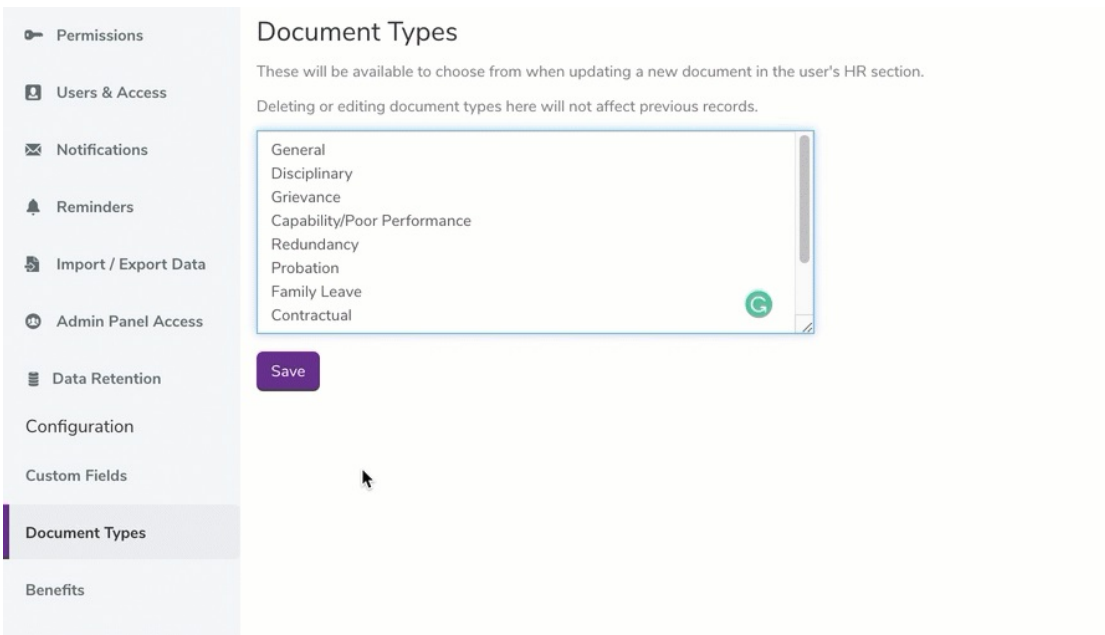 Permissions
Users & Access
Notifications
Reminders
Import / Export Data
Admin Panel Access
Data Retention
Configuration
Custom Fields
Document Types
Benefits
Document Types
These will be available to choose from when updating a new document in the user's HR section.
Deleting or editing document types here will not affect previous records.
General
Disciplinary
Grievance
Capability/Poor Performance
Redundancy
Probation
Family Leave
Contractual
Save